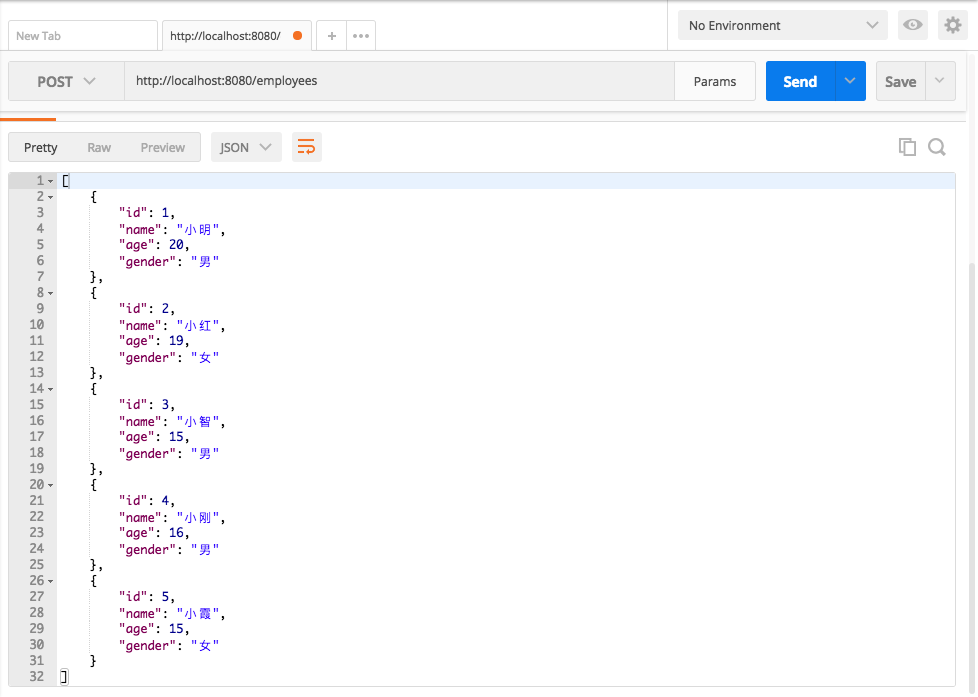 New Tab
http://localhost:8080/
+
•••
No Environment
POST
http://localhost:8080/employees
Params
Send
Save
Pretty
Raw
Preview
JSON
1 [
2 {
3 "id": 1,
4 "name": "小明",
5 "age": 20,
6 "gender": "男"
7 },
8 {
9 "id": 2,
10 "name": "小红",
11 "age": 19,
12 "gender": "女"
13 },
14 {
15 "id": 3,
16 "name": "小智",
17 "age": 15,
18 "gender": "男"
19 },
20 {
21 "id": 4,
22 "name": "小刚",
23 "age": 16,
24 "gender": "男"
25 },
26 {
27 "id": 5,
28 "name": "小霞",
29 "age": 15,
30 "gender": "女"
31 }
32 ]